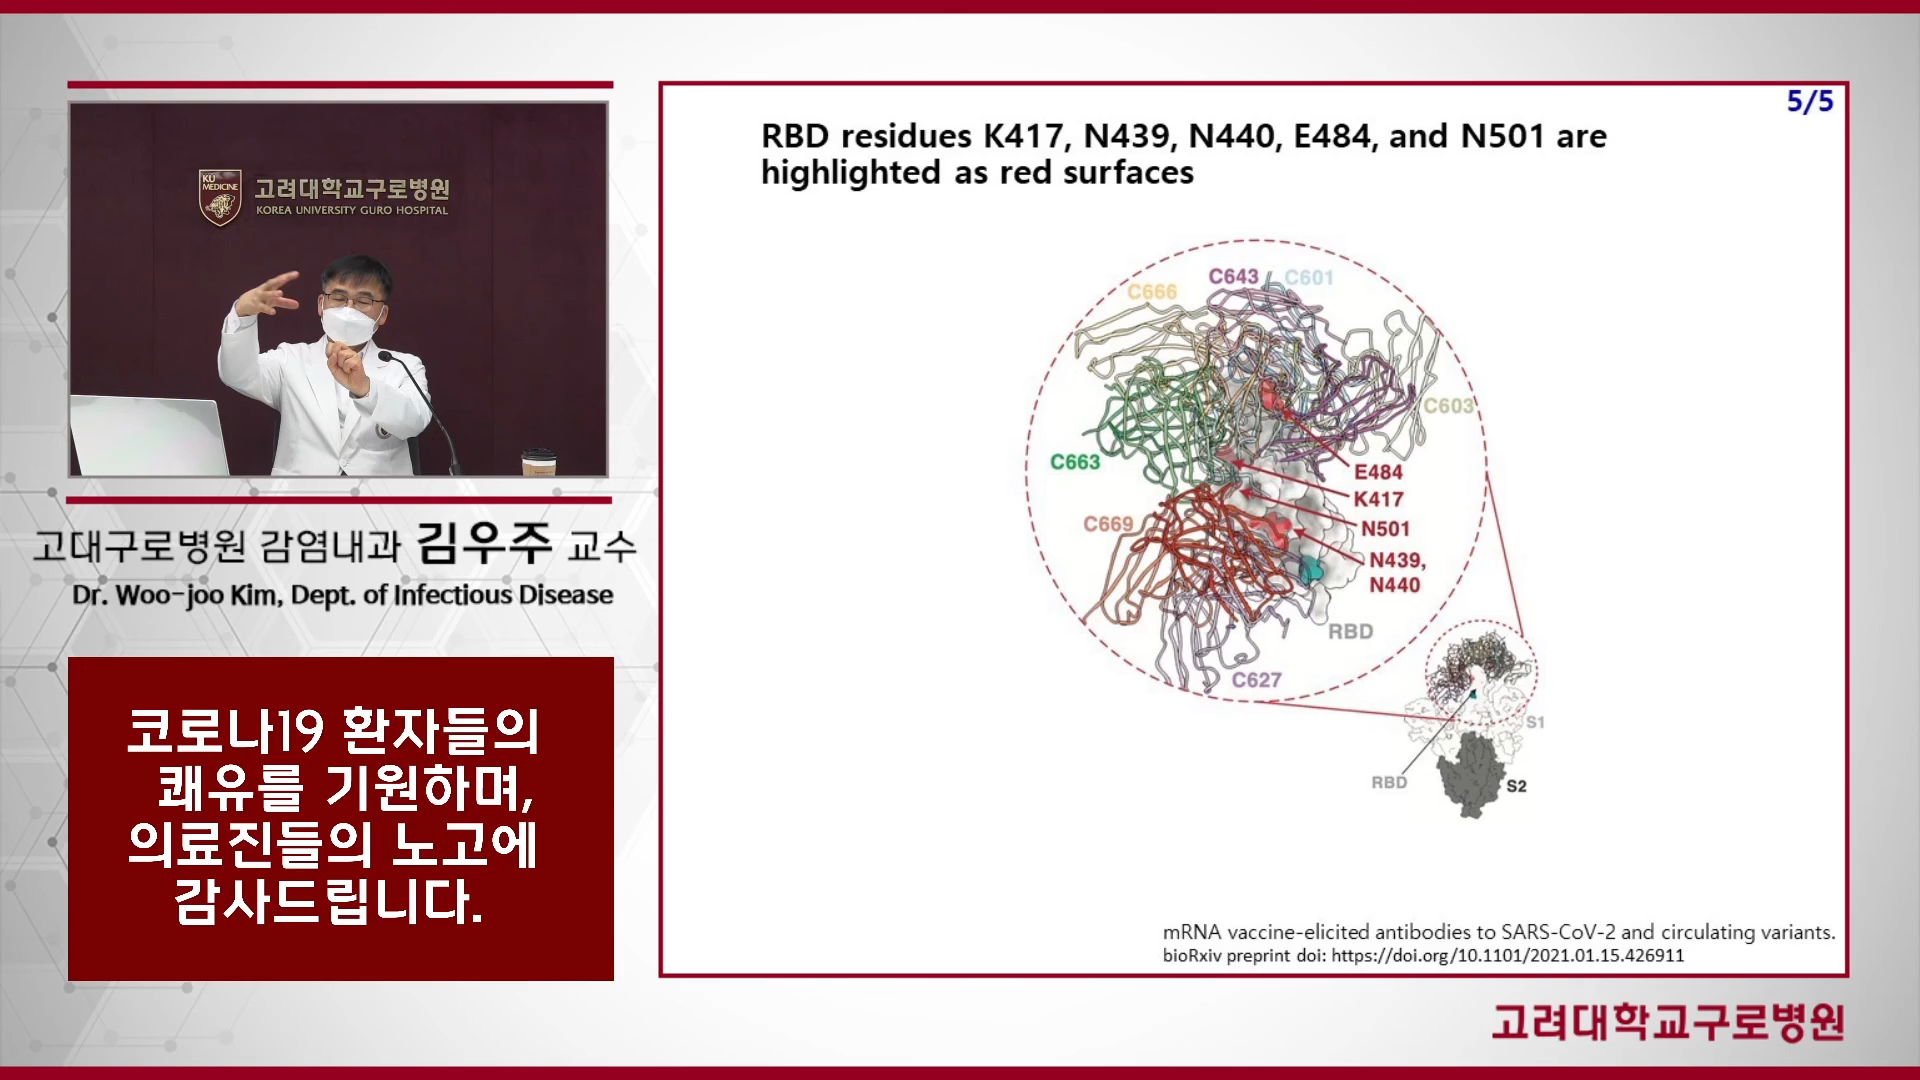 KU
MEDICINE
고려대학교구로병원
KOREA UNIVERSITY GURO HOSPITAL
고대구로병원 감염내과 김우주 교수
Dr. Woo-joo Kim, Dept. of Infectious Disease
코로나19 환자들의
쾌유를 기원하며,
의료진들의 노고에
감사드립니다.
5/5
RBD residues K417, N439, N440, E484, and N501 are
highlighted as red surfaces
C666
C643
C601
C603
C663
E484
K417
C669
N501
N439,
N440
RBD
C627
S1
RBD
S2
mRNA vaccine-elicited antibodies to SARS-CoV-2 and circulating variants.
bioRxiv preprint doi: https://doi.org/10.1101/2021.01.15.426911
고려대학교구로병원